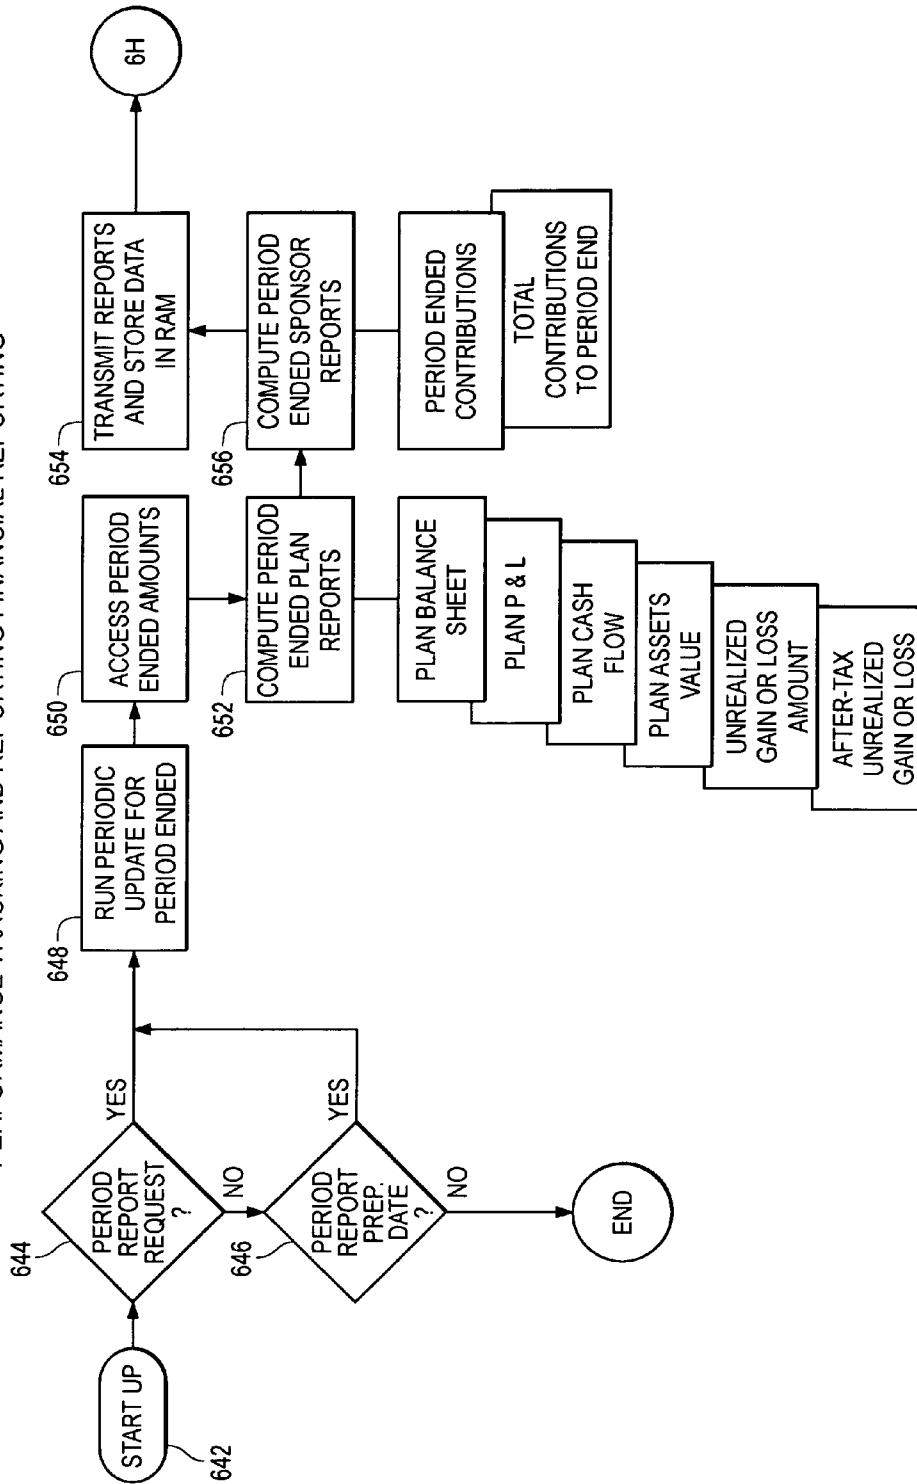 PERFORMANCE TRACKING AND REPORTING FINANCIAL REPORTING
642
START UP
644
PERIOD
REPORT
REQUEST
?
YES
NO
646
PERIOD
REPORT
PREP.
DATE
?
YES
NO
END
648
RUN PERIODIC
UPDATE FOR
PERIOD ENDED
650
ACCESS PERIOD
ENDED AMOUNTS
652
COMPUTE PERIOD
ENDED PLAN
REPORTS
PLAN BALANCE
SHEET
PLAN P & L
PLAN CASH
FLOW
PLAN ASSETS
VALUE
UNREALIZED
GAIN OR LOSS
AMOUNT
AFTER-TAX
UNREALIZED
GAIN OR LOSS
654
TRANSMIT REPORTS
AND STORE DATA
IN RAM
656
COMPUTE PERIOD
ENDED SPONSOR
REPORTS
PERIOD ENDED
CONTRIBUTIONS
TOTAL
CONTRIBUTIONS
TO PERIOD END
6H